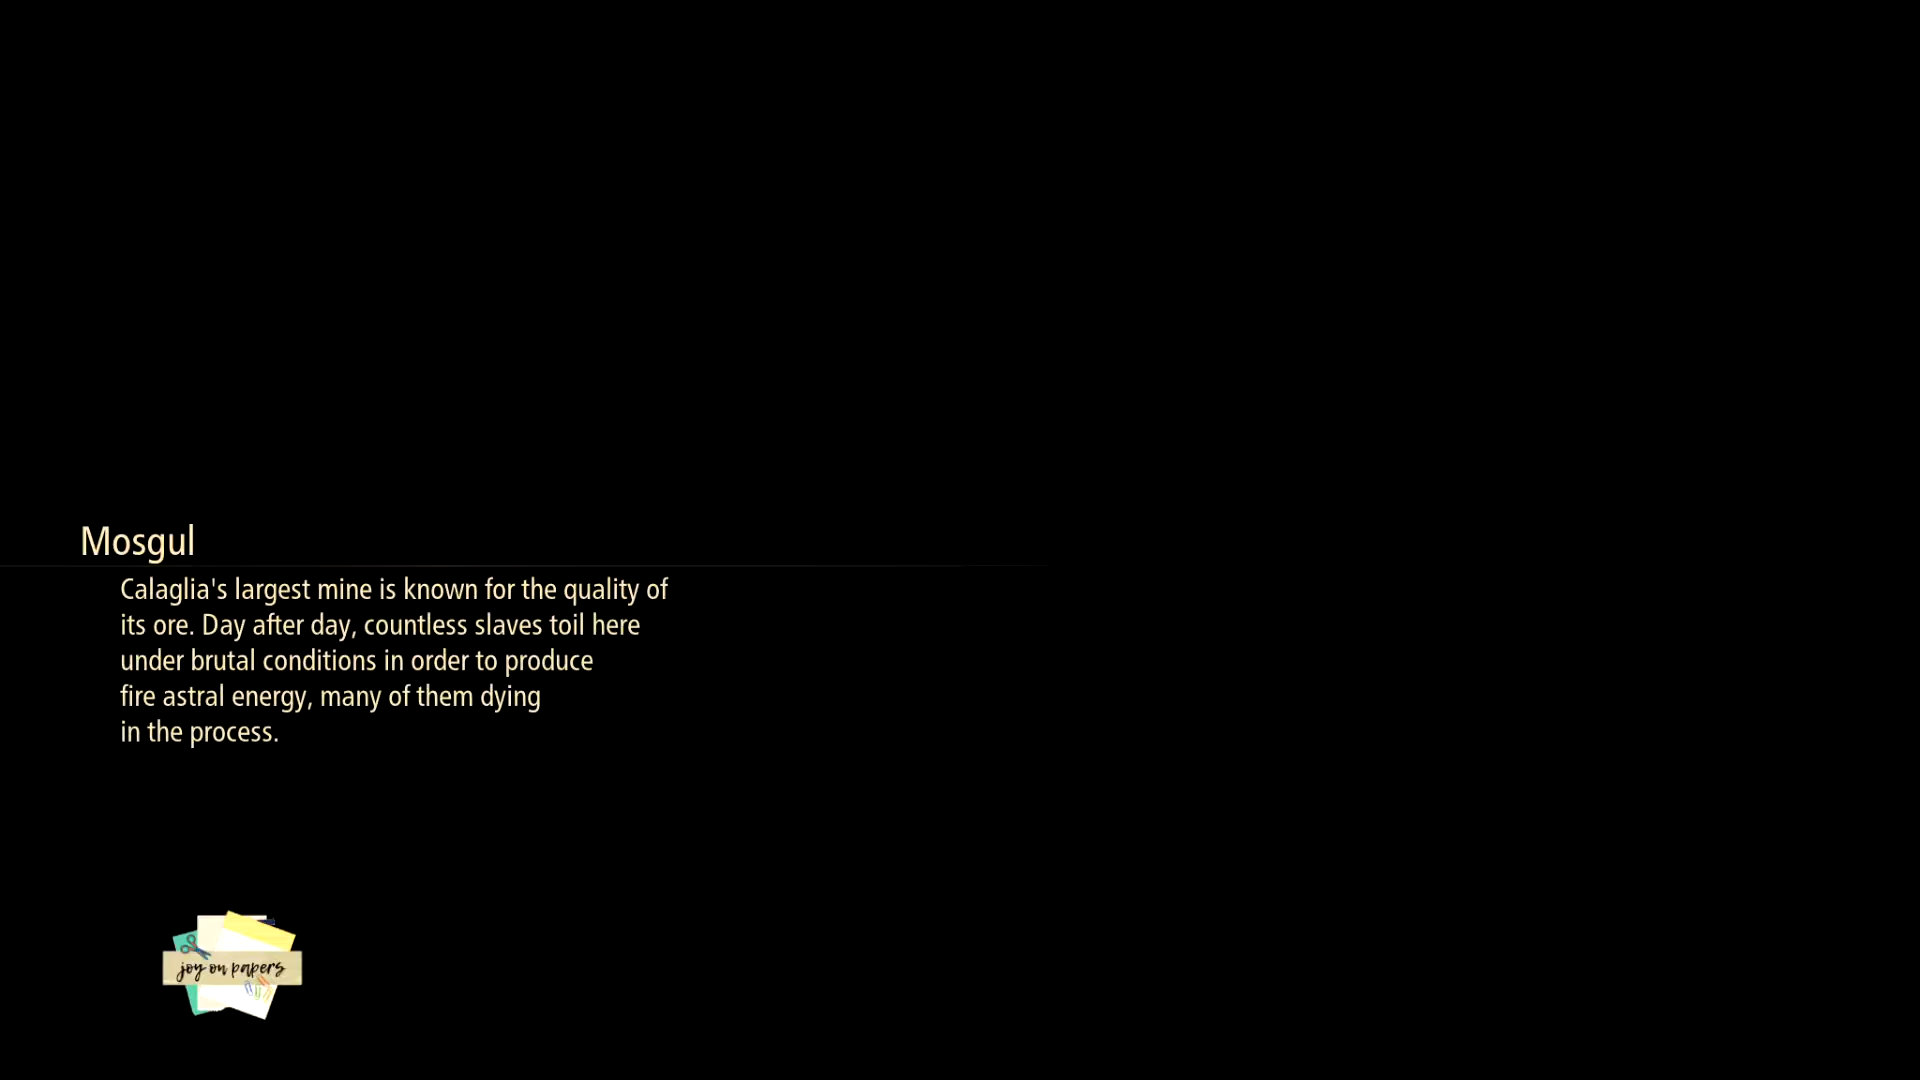 Mosgul
Calaglia's largest mine is known for the quality of
its ore. Day after day, countless slaves toil here
under brutal conditions in order to produce
fire astral energy, many of them dying
in the process.
joy on papers